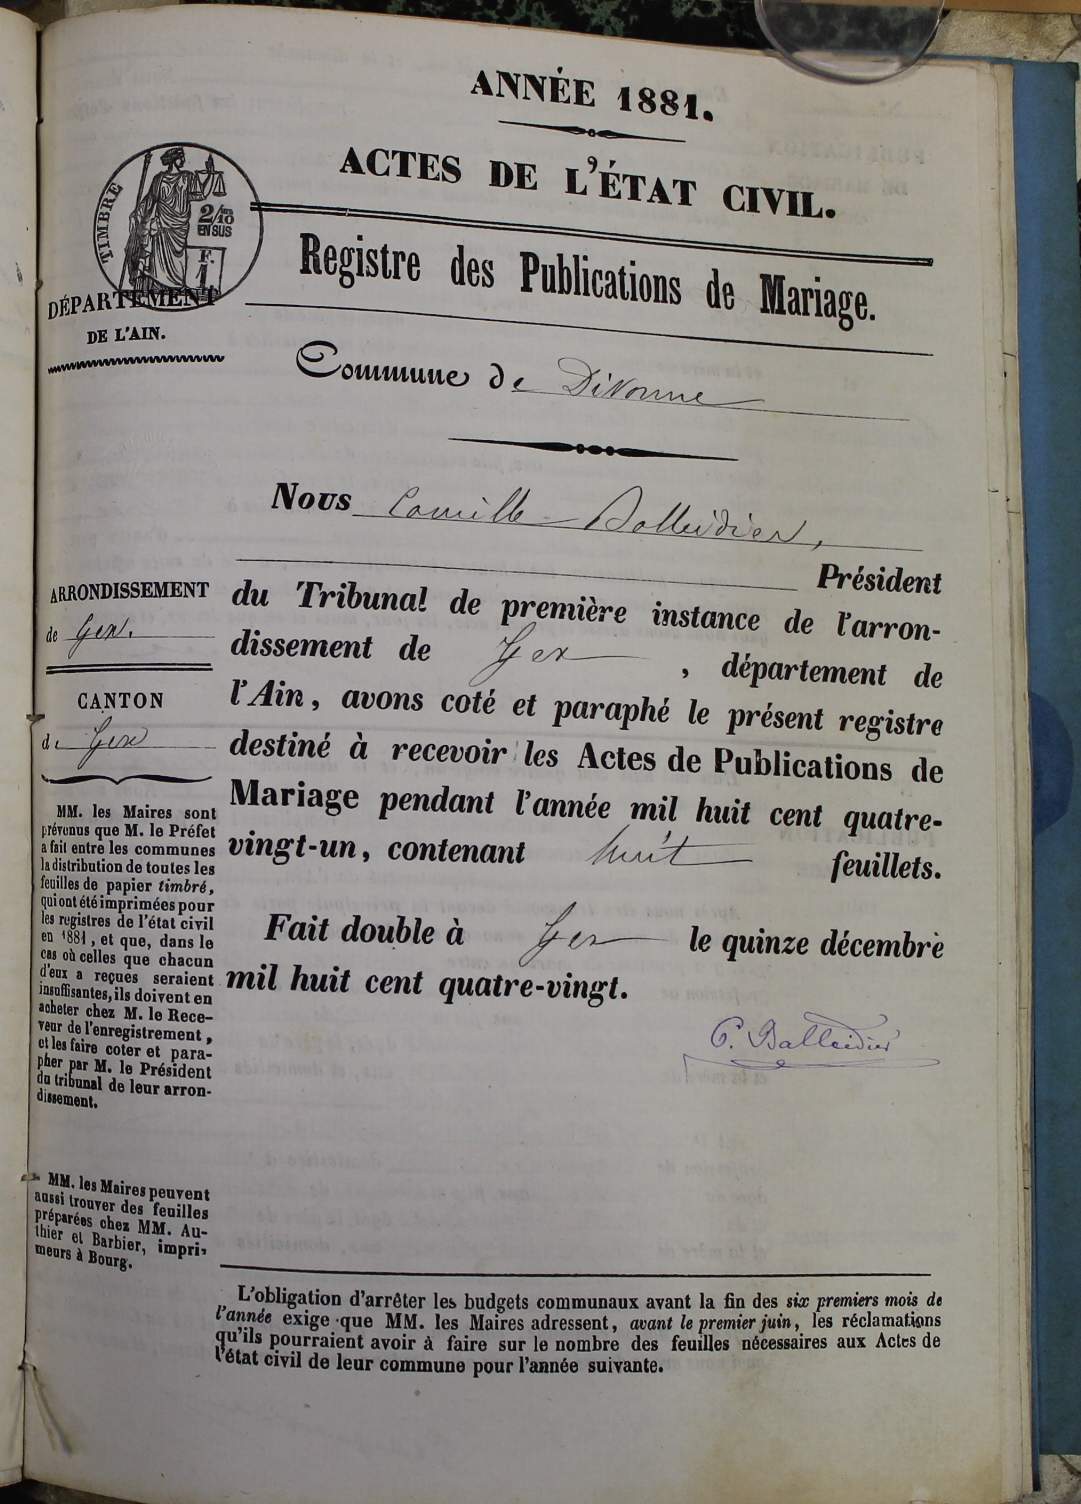 ANNÉE 1881.
ACTES DE L'ÉTAT CIVIL.
TIMBRE
2/10
EN SUS
F.
1
Registre des Publications de Mariage.
DÉPARTEMENT
DE L'AIN.
Commune de Divonne
Nous Camille Balleidier,
Président
du Tribunal de première instance de l'arron-
dissement de Gex, département de
l'Ain, avons coté et paraphé le présent registre
destiné à recevoir les Actes de Publications de
Mariage pendant l'année mil huit cent quatre-
vingt-un, contenant huit feuillets.
Fait double à Gex le quinze décembre
mil huit cent quatre-vingt.
C. Balleidier
ARRONDISSEMENT
de Gex.
CANTON
de Gex
MM. les Maires sont
prévenus que M. le Préfet
a fait entre les communes
la distribution de toutes les
feuilles de papier timbré,
qui ont été imprimées pour
les registres de l'état civil
en 1881, et que, dans le
cas où celles que chacun
d'eux a reçues seraient
insuffisantes, ils doivent en
acheter chez M. le Rece-
veur de l'enregistrement,
et les faire coter et para-
pher par M. le Président
du tribunal de leur arron-
dissement.
MM. les Maires peuvent
aussi trouver des feuilles
préparées chez MM. Au-
thier et Barbier, impri-
meurs à Bourg.
L'obligation d'arrêter les budgets communaux avant la fin des six premiers mois de
l'année exige que MM. les Maires adressent, avant le premier juin, les réclamations
qu'ils pourraient avoir à faire sur le nombre des feuilles nécessaires aux Actes de
l'état civil de leur commune pour l'année suivante.